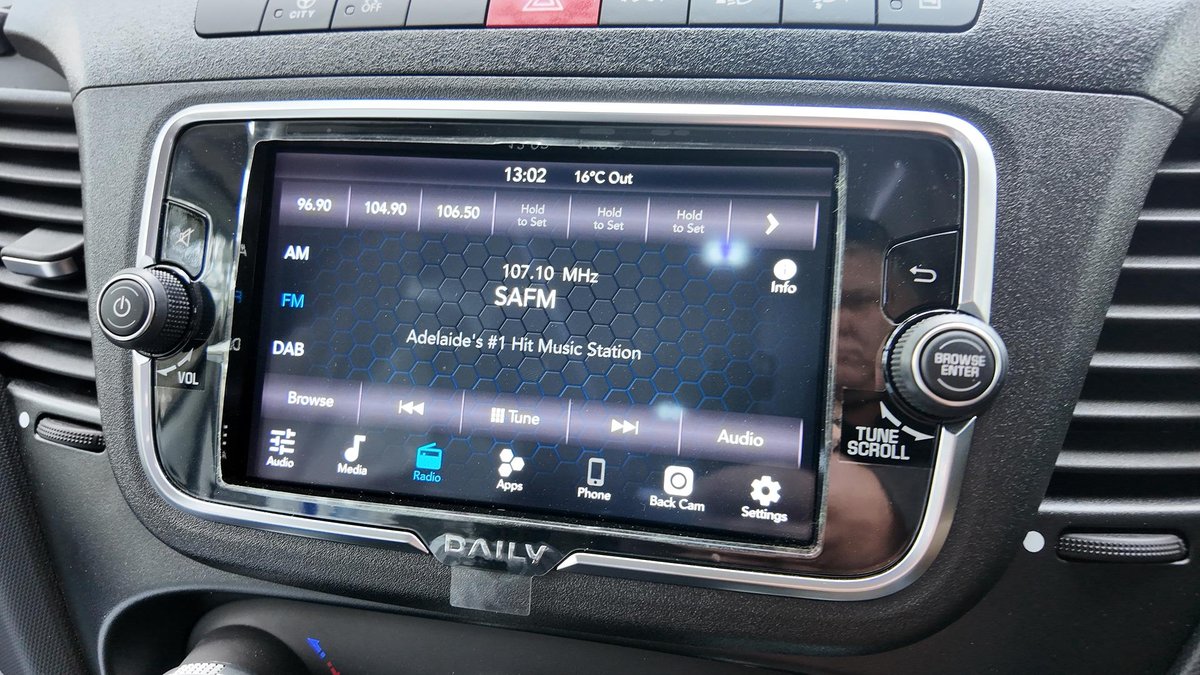 CITY
OFF
13:02 16°C Out
96.90 104.90 106.50 Hold to Set Hold to Set Hold to Set
AM
107.10 MHz
Info
FM
SAFM
DAB
Adelaide's #1 Hit Music Station
VOL
BROWSE
ENTER
TUNE
SCROLL
Browse Tune Audio
Audio Media Radio Apps Phone Back Cam Settings
DAILY